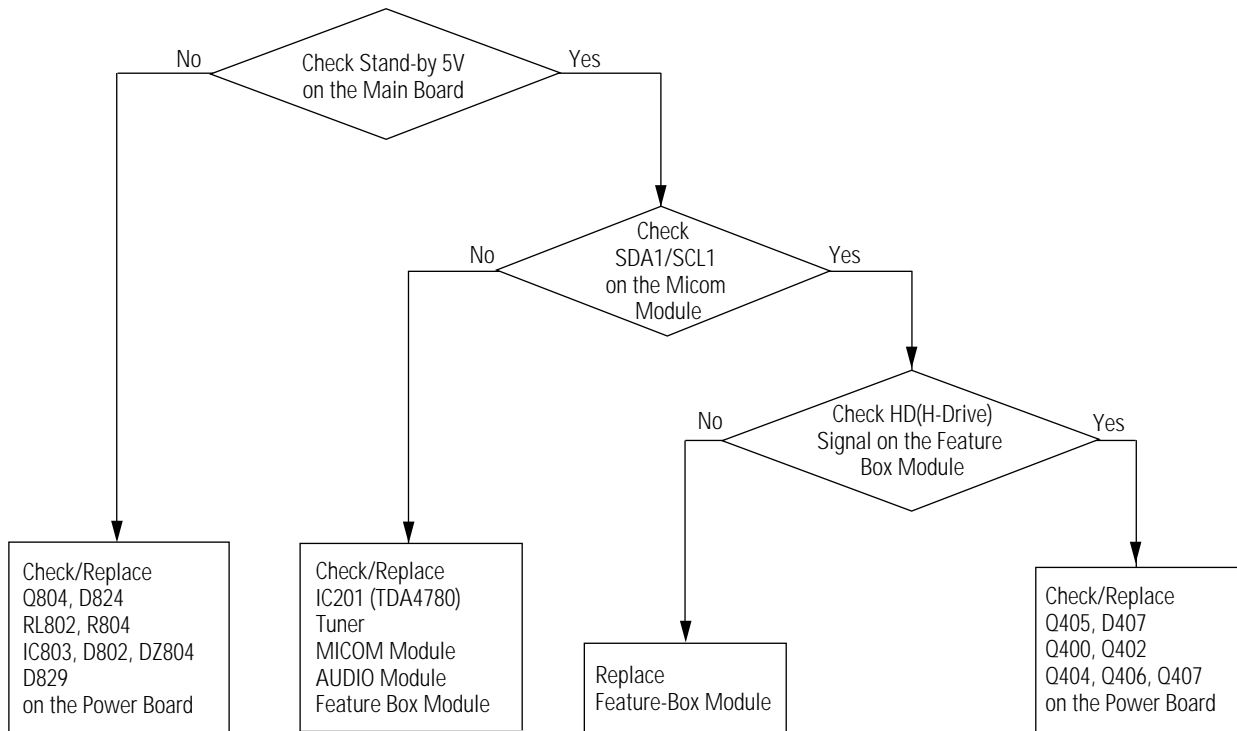 No
Check Stand-by 5V
on the Main Board
Yes
No
Check
SDA1/SCL1
on the Micom
Module
Yes
No
Check HD(H-Drive)
Signal on the Feature
Box Module
Yes
Check/Replace
Q804, D824
RL802, R804
IC803, D802, DZ804
D829
on the Power Board
Check/Replace
IC201 (TDA4780)
Tuner
MICOM Module
AUDIO Module
Feature Box Module
Replace
Feature-Box Module
Check/Replace
Q405, D407
Q400, Q402
Q404, Q406, Q407
on the Power Board